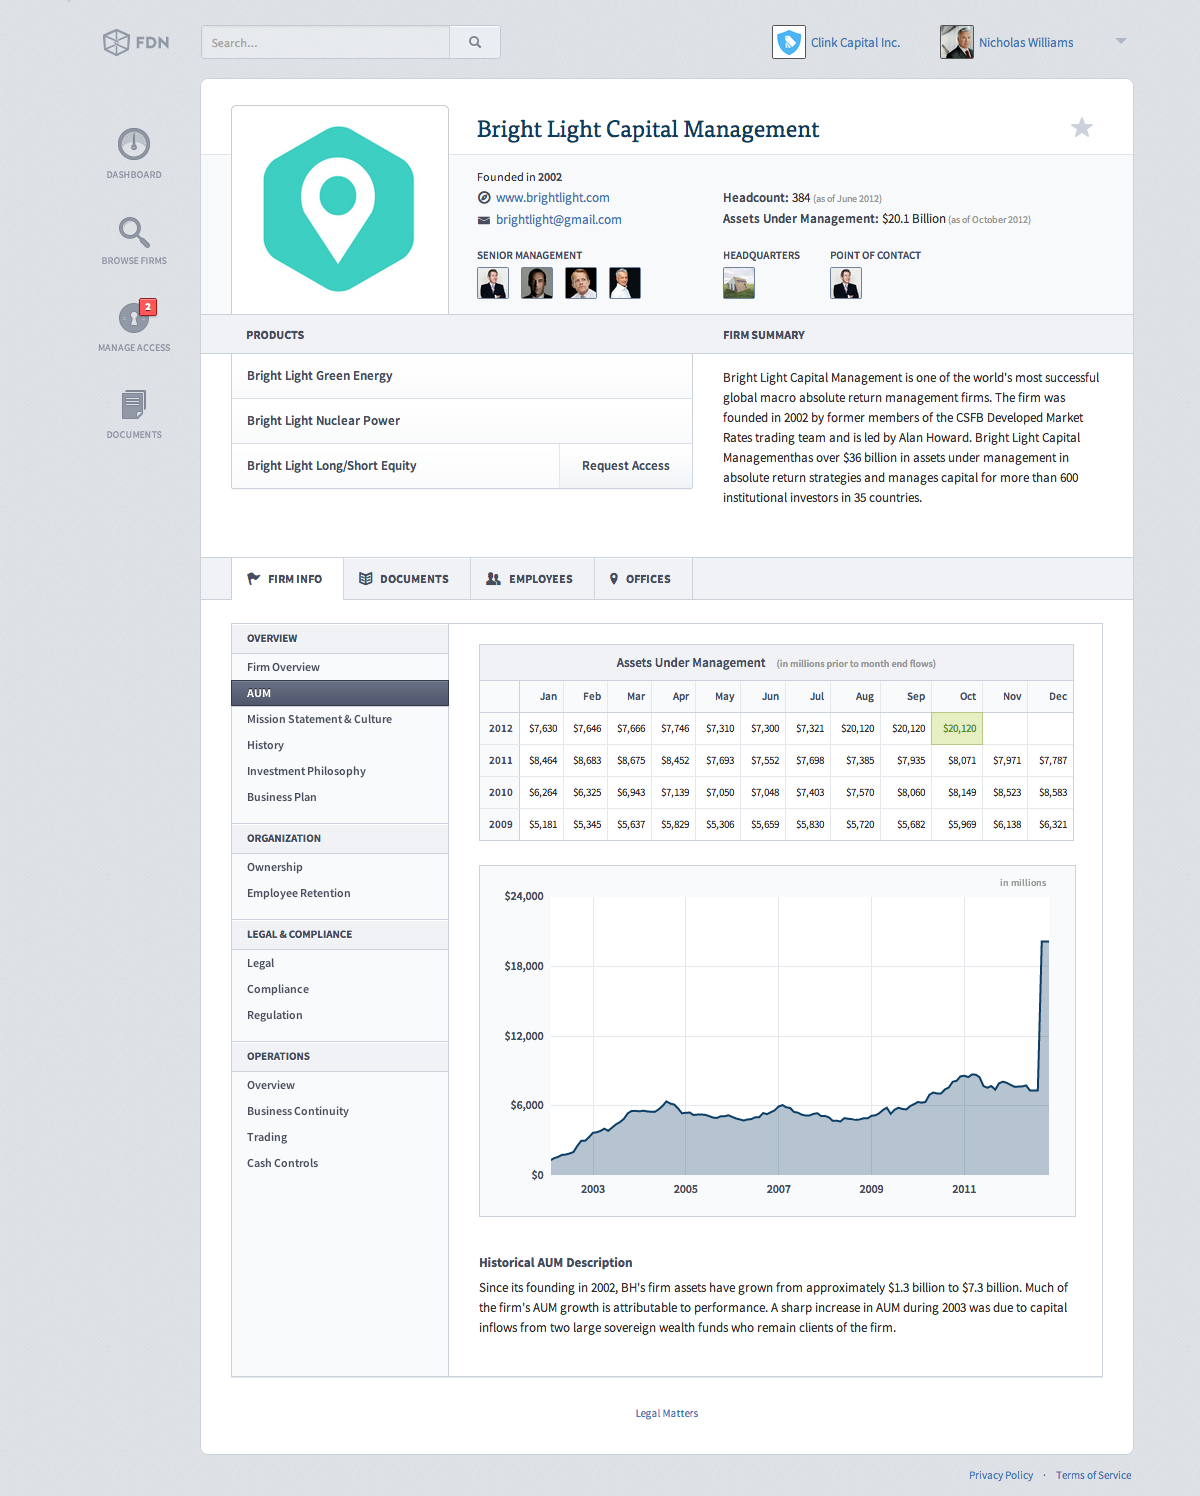 FDN
Search...
Clink Capital Inc.
Nicholas Williams
DASHBOARD
BROWSE FIRMS
2
MANAGE ACCESS
DOCUMENTS
Bright Light Capital Management
Founded in 2002
www.brightlight.com
brightlight@gmail.com
Headcount: 384 (as of June 2012)
Assets Under Management: $20.1 Billion (as of October 2012)
SENIOR MANAGEMENT
HEADQUARTERS
POINT OF CONTACT
PRODUCTS
Bright Light Green Energy
Bright Light Nuclear Power
Bright Light Long/Short Equity
Request Access
FIRM SUMMARY
Bright Light Capital Management is one of the world's most successful
global macro absolute return management firms. The firm was
founded in 2002 by former members of the CSFB Developed Market
Rates trading team and is led by Alan Howard. Bright Light Capital
Managementhas over $36 billion in assets under management in
absolute return strategies and manages capital for more than 600
institutional investors in 35 countries.
FIRM INFO
DOCUMENTS
EMPLOYEES
OFFICES
OVERVIEW
Firm Overview
AUM
Mission Statement & Culture
History
Investment Philosophy
Business Plan
ORGANIZATION
Ownership
Employee Retention
LEGAL & COMPLIANCE
Legal
Compliance
Regulation
OPERATIONS
Overview
Business Continuity
Trading
Cash Controls
Assets Under Management (in millions prior to month end flows)
Jan Feb Mar Apr May Jun Jul Aug Sep Oct Nov Dec
2012 $7,630 $7,646 $7,666 $7,746 $7,310 $7,300 $7,321 $20,120 $20,120 $20,120
2011 $8,464 $8,683 $8,675 $8,452 $7,693 $7,552 $7,698 $7,385 $7,935 $8,071 $7,971 $7,787
2010 $6,264 $6,325 $6,943 $7,139 $7,050 $7,048 $7,403 $7,570 $8,060 $8,149 $8,523 $8,583
2009 $5,181 $5,345 $5,637 $5,829 $5,306 $5,659 $5,830 $5,720 $5,682 $5,969 $6,138 $6,321
in millions
$24,000
$18,000
$12,000
$6,000
$0
2003 2005 2007 2009 2011
Historical AUM Description
Since its founding in 2002, BH's firm assets have grown from approximately $1.3 billion to $7.3 billion. Much of
the firm's AUM growth is attributable to performance. A sharp increase in AUM during 2003 was due to capital
inflows from two large sovereign wealth funds who remain clients of the firm.
Legal Matters
Privacy Policy · Terms of Service